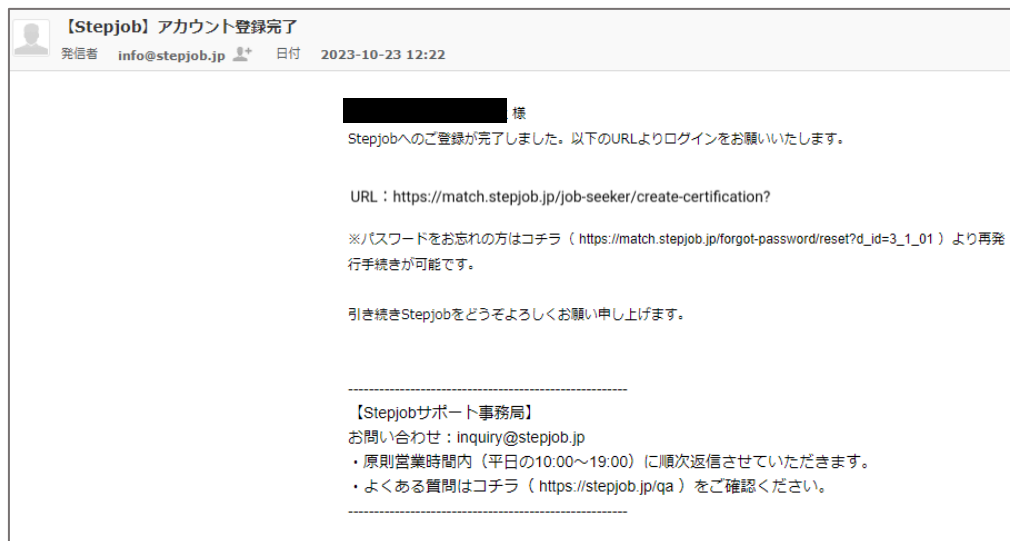 【Stepjob】アカウント登録完了
発信者 info@stepjob.jp 日付 2023-10-23 12:22
様
Stepjobへのご登録が完了しました。以下のURLよりログインをお願いいたします。
URL：https://match.stepjob.jp/job-seeker/create-certification?
※パスワードをお忘れの方はコチラ（ https://match.stepjob.jp/forgot-password/reset?d_id=3_1_01 ）より再発
行手続きが可能です。
引き続きStepjobをどうぞよろしくお願い申し上げます。
--------------------------------------------------------
【Stepjobサポート事務局】
お問い合わせ：inquiry@stepjob.jp
・原則営業時間内（平日の10:00～19:00）に順次返信させていただきます。
・よくある質問はコチラ（ https://stepjob.jp/qa ）をご確認ください。
--------------------------------------------------------